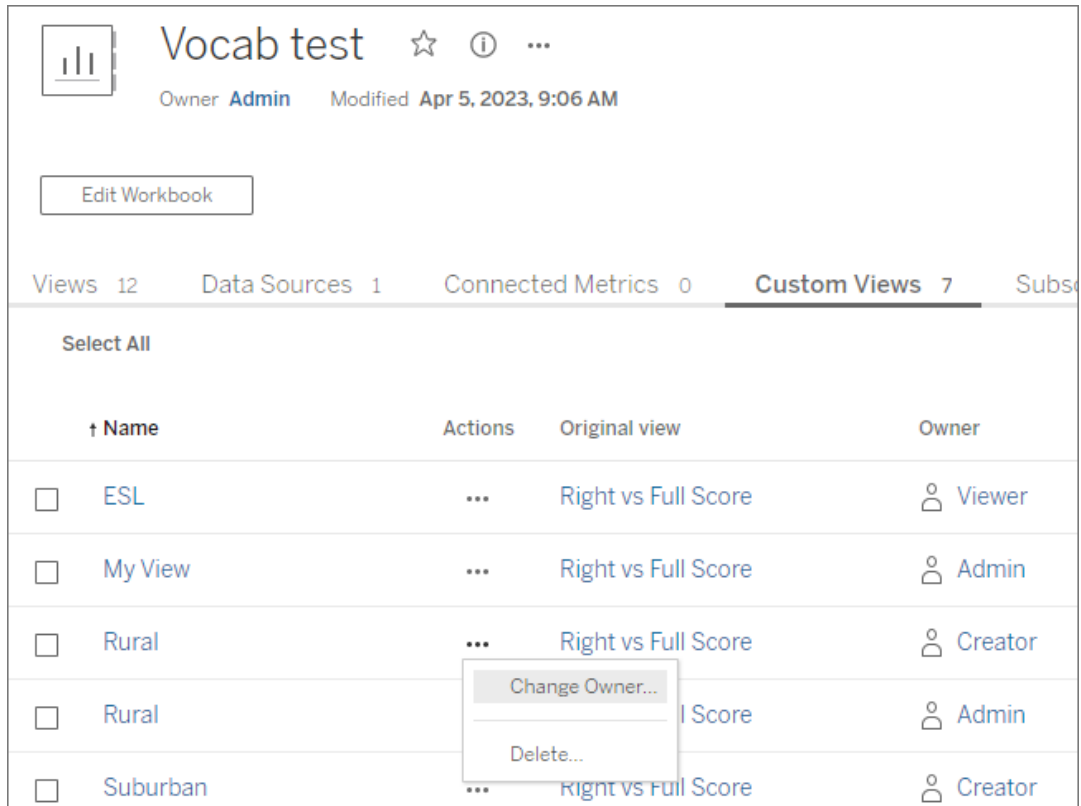 Vocab test
Owner Admin Modified Apr 5, 2023, 9:06 AM
Edit Workbook
Views 12 Data Sources 1 Connected Metrics 0 Custom Views 7
Select All
↑ Name Actions Original view Owner
ESL ... Right vs Full Score Viewer
My View ... Right vs Full Score Admin
Rural ... Right vs Full Score Creator
Change Owner...
Rural Score Admin
Delete...
Suburban ... Right vs Full Score Creator